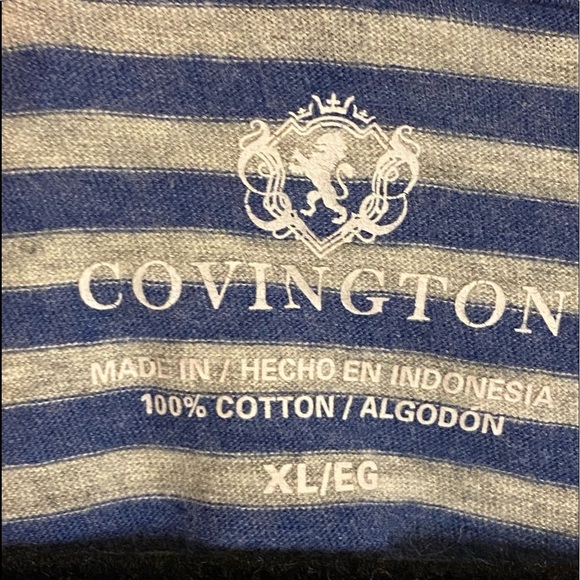 COVINGTON
MADE IN / HECHO EN INDONESIA
100% COTTON / ALGODON
XL/EG